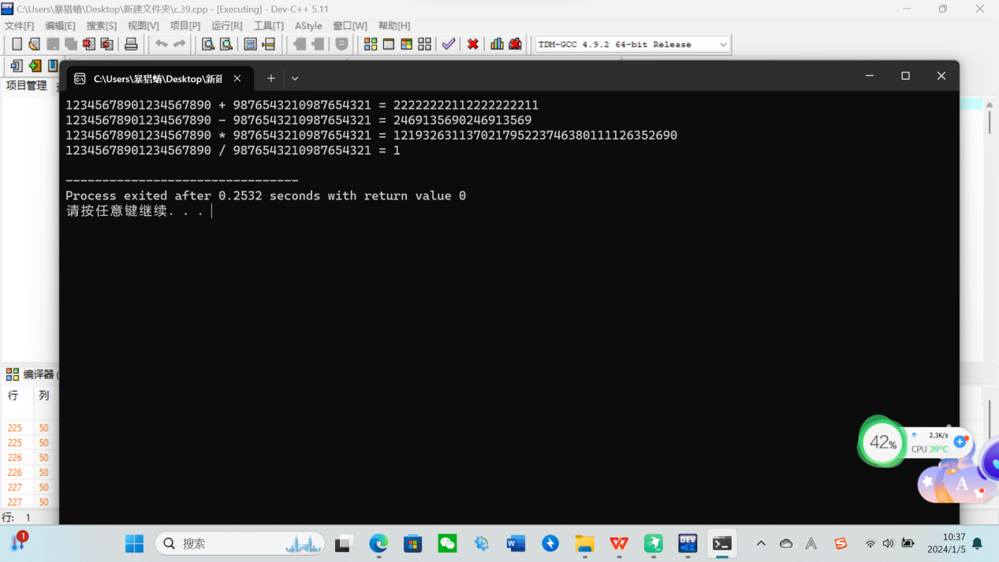 C:\Users\暴猎蝽\Desktop\新建文件夹\c.39.cpp - [Executing] - Dev-C++ 5.11
文件[F] 编辑[E] 搜索[S] 视图[V] 项目[P] 运行[R] 工具[T] AStyle 窗口[W] 帮助[H]
TDM-GCC 4.9.2 64-bit Release
项目管理
C:\Users\暴猎蝽\Desktop\新建
12345678901234567890 + 9876543210987654321 = 22222222112222222211
12345678901234567890 - 9876543210987654321 = 2469135690246913569
12345678901234567890 * 9876543210987654321 = 121932631137021795223746380111126352690
12345678901234567890 / 9876543210987654321 = 1
--------------------------------
Process exited after 0.2532 seconds with return value 0
请按任意键继续. . .
编译器 (
行 列
225 50
225 50
226 50
226 50
227 50
227 50
行: 1
42%
2.3K/s
CPU 39°C
A
1
搜索
W
DEV
10:37
2024/1/5